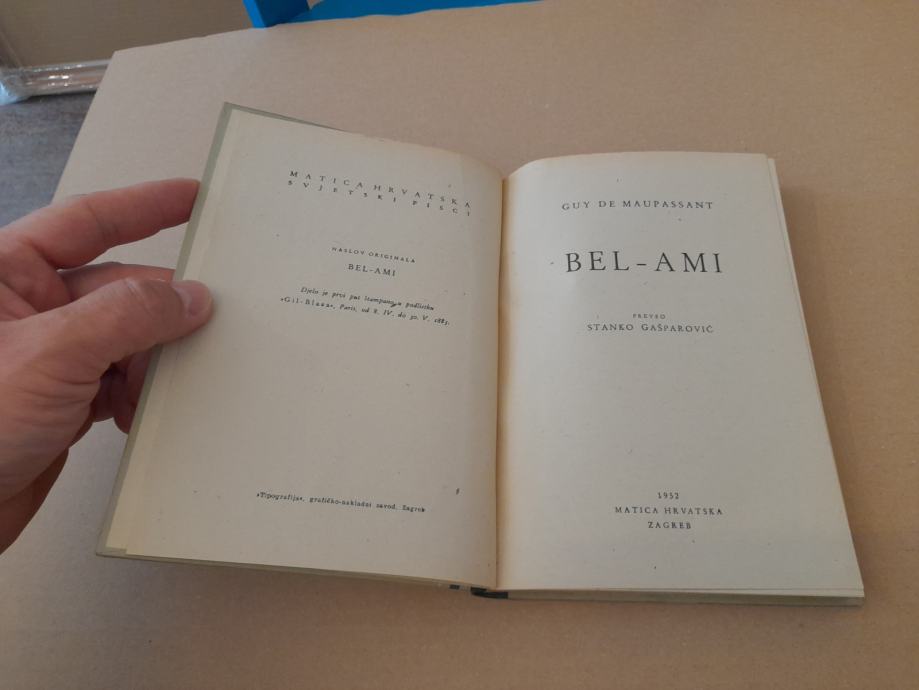 MATICA HRVATSKA
SVJETSKI PISCI
NASLOV ORIGINALA
BEL-AMI
Djelo je prvi put štampano u podlistku
»Gil-Blasa«, Paris, od 8. IV. do 30. V. 1885.
»Tipografija«, grafičko-nakladni zavod, Zagreb
GUY DE MAUPASSANT
BEL-AMI
PREVEO
STANKO GAŠPAROVIĆ
1952
MATICA HRVATSKA
ZAGREB